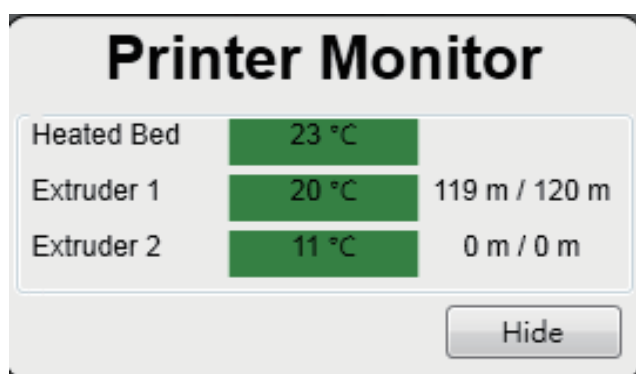 Printer Monitor
Heated Bed 23 °C
Extruder 1 20 °C 119 m / 120 m
Extruder 2 11 °C 0 m / 0 m
Hide